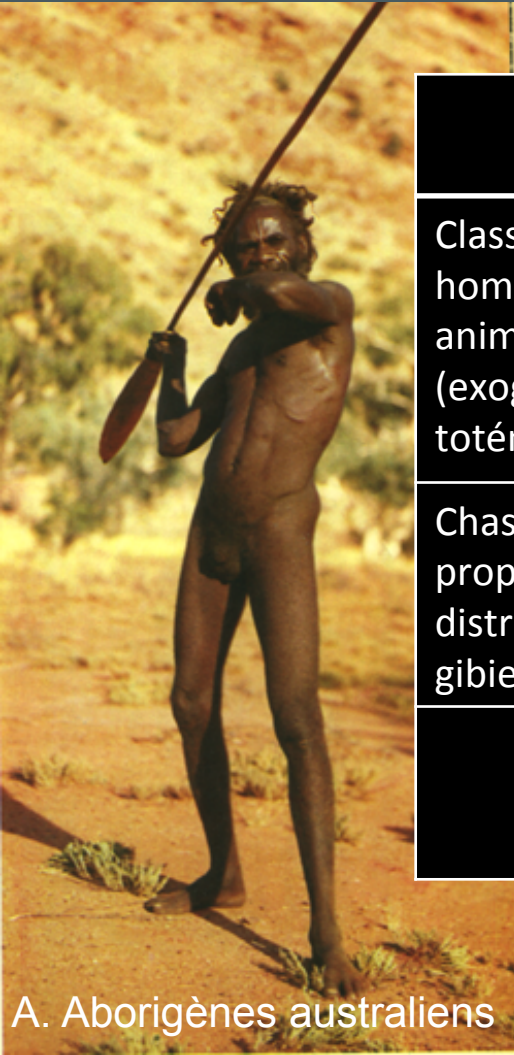 Class
hom
anim
(exog
totém
Chas
prop
distr
gibie
A. Aborigènes australiens